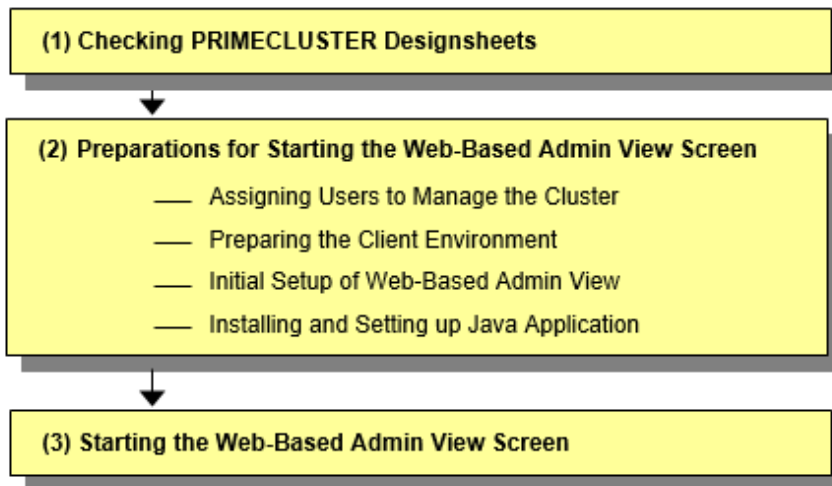 (1) Checking PRIMECLUSTER Designsheets
(2) Preparations for Starting the Web-Based Admin View Screen
Assigning Users to Manage the Cluster
Preparing the Client Environment
Initial Setup of Web-Based Admin View
Installing and Setting up Java Application
(3) Starting the Web-Based Admin View Screen